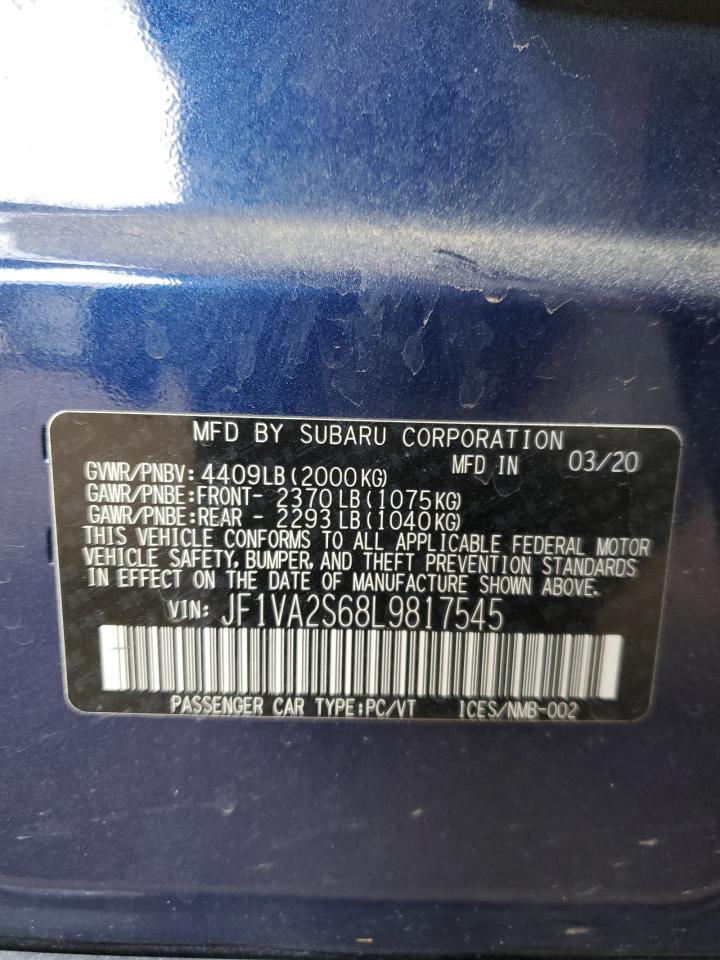 MFD BY SUBARU CORPORATION
MFD IN 03/20
GVWR/PNBV: 4409LB(2000KG)
GAWR/PNBE:FRONT- 2370 LB(1075KG)
GAWR/PNBE:REAR - 2293 LB(1040KG)
THIS VEHICLE CONFORMS TO ALL APPLICABLE FEDERAL MOTOR
VEHICLE SAFETY, BUMPER, AND THEFT PREVENTION STANDARDS
IN EFFECT ON THE DATE OF MANUFACTURE SHOWN ABOVE.
VIN: JF1VA2S68L9817545
PASSENGER CAR TYPE:PC/VT ICES/NMB-002